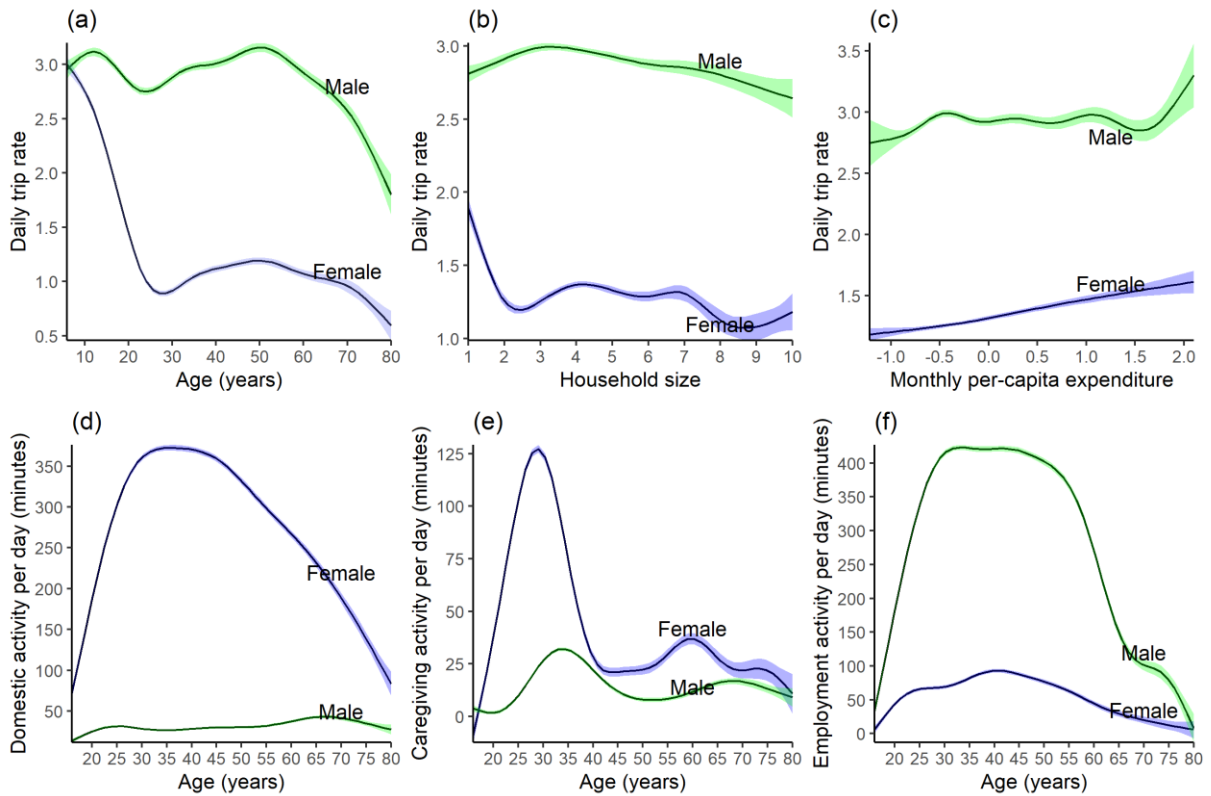 (a)
Daily trip rate
3.0
2.5
2.0
1.5
1.0
0.5
Male
Female
10 20 30 40 50 60 70 80
Age (years)
(b)
Daily trip rate
3.0
2.5
2.0
1.5
1.0
Male
Female
1 2 3 4 5 6 7 8 9 10
Household size
(c)
Daily trip rate
3.5
3.0
2.5
2.0
1.5
Male
Female
-1.0 -0.5 0.0 0.5 1.0 1.5 2.0
Monthly per-capita expenditure
(d)
Domestic activity per day (minutes)
350
300
250
200
150
100
50
Female
Male
20 25 30 35 40 45 50 55 60 65 70 75 80
Age (years)
(e)
Caregiving activity per day (minutes)
125
100
75
50
25
0
Female
Male
20 25 30 35 40 45 50 55 60 65 70 75 80
Age (years)
(f)
Employment activity per day (minutes)
400
350
300
250
200
150
100
50
0
Male
Female
20 25 30 35 40 45 50 55 60 65 70 75 80
Age (years)